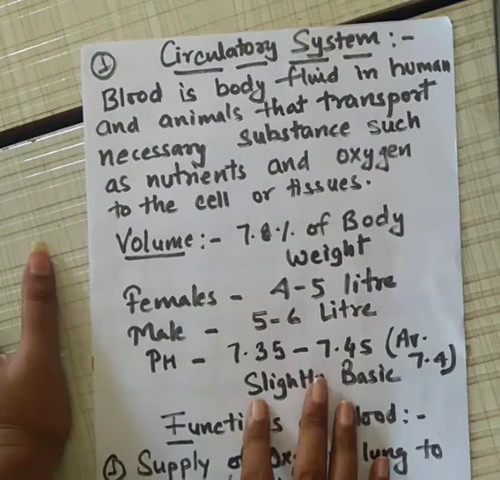 ① Circulatory System :-
Blood is body fluid in human
and animals that transport
necessary substance such
as nutrients and oxygen
to the cell or tissues.
Volume :- 7.8% of Body
Weight
Females - 4-5 litre
Male - 5-6 Litre
PH - 7.35 - 7.45 (Av.
7.4)
Slightly Basic
Blood :-
① Supply lung to